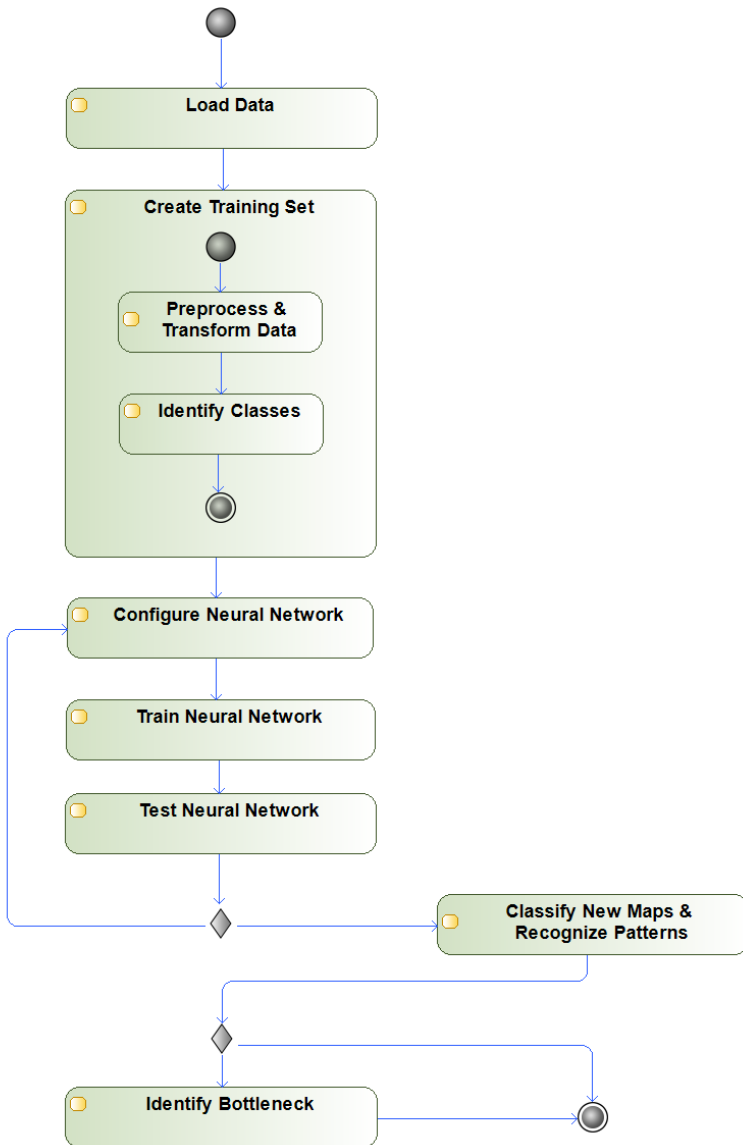 Load Data
Create Training Set
Preprocess &
Transform Data
Identify Classes
Configure Neural Network
Train Neural Network
Test Neural Network
Classify New Maps &
Recognize Patterns
Identify Bottleneck